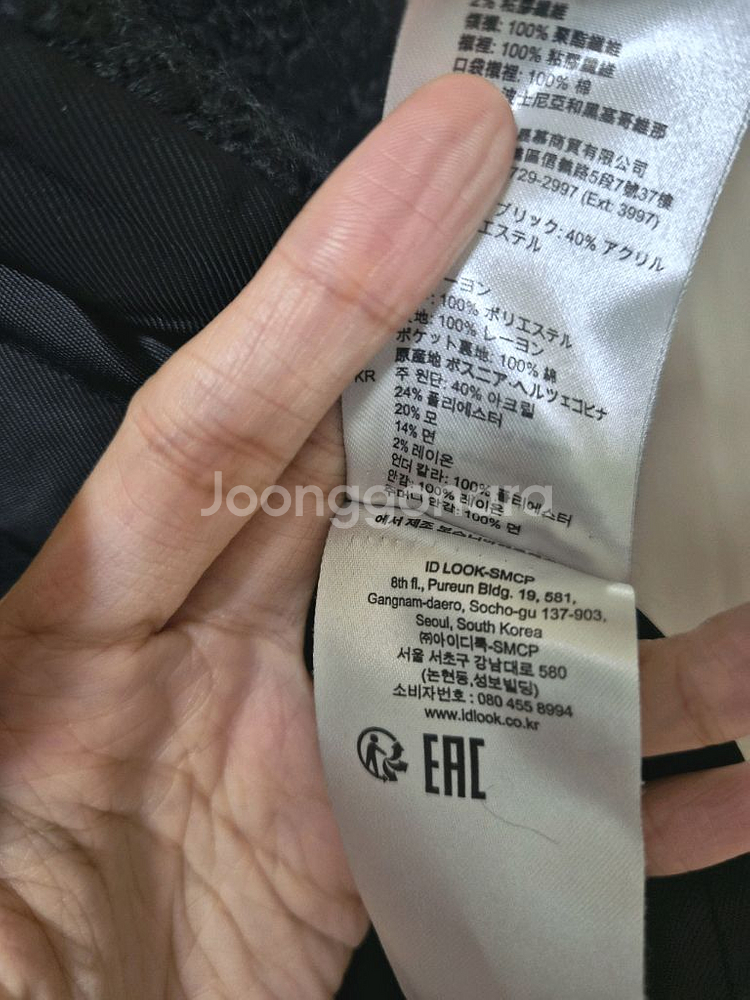 2% 粘膠纖維
領襯: 100% 聚酯纖維
襯裡: 100% 粘膠纖維
口袋襯裡: 100% 棉
波士尼亞和黑塞哥維那
商貿有限公司
區信義路5段7號37樓
729-2997 (Ext: 3997)
ブリック: 40% アクリル
エステル
ーヨン
: 100% ポリエステル
地: 100% レーヨン
ポケット裏地: 100% 綿
原産地 ボスニア·ヘルツェゴビナ
KR 주 원단: 40% 아크릴
24% 폴리에스터
20% 모
14% 면
2% 레이온
언더 칼라: 100% 폴리에스터
안감: 100% 레이온
주머니 안감: 100% 면
에서 제조
Joonggonara
ID LOOK-SMCP
8th fl., Pureun Bldg. 19, 581,
Gangnam-daero, Socho-gu 137-903,
Seoul, South Korea
㈜아이디룩-SMCP
서울 서초구 강남대로 580
(논현동,성보빌딩)
소비자번호 : 080 455 8994
www.idlook.co.kr
EAC